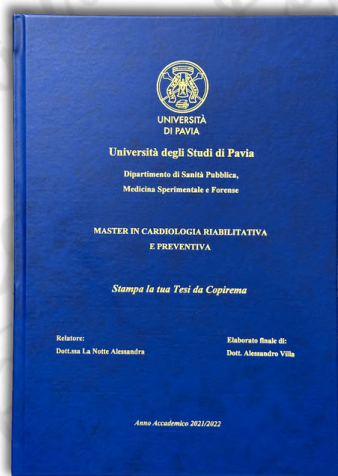 UNIVERSITÀ
DI PAVIA
Università degli Studi di Pavia
Dipartimento di Sanità Pubblica,
Medicina Sperimentale e Forense
MASTER IN CARDIOLOGIA RIABILITATIVA
E PREVENTIVA
Stampa la tua Tesi da Copirema
Relatore:
Dott.ssa La Notte Alessandra
Elaborato finale di:
Dott. Alessandro Villa
Anno Accademico 2021/2022